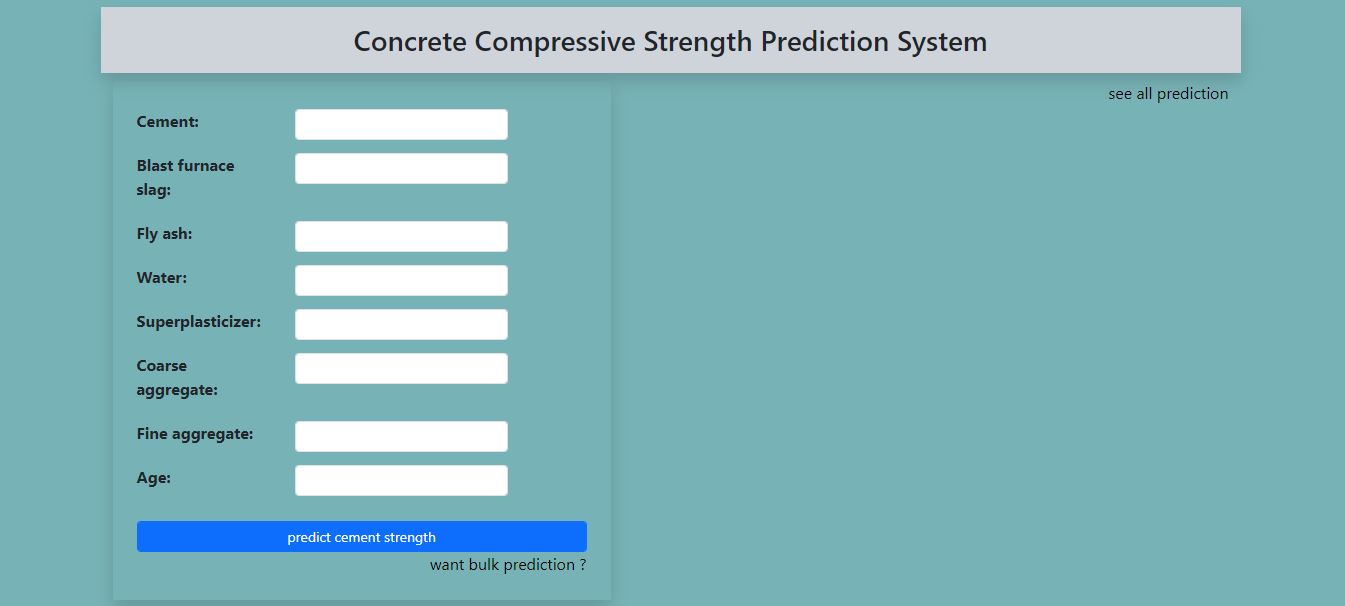 Concrete Compressive Strength Prediction System
see all prediction
Cement:
Blast furnace
slag:
Fly ash:
Water:
Superplasticizer:
Coarse
aggregate:
Fine aggregate:
Age:
predict cement strength
want bulk prediction ?